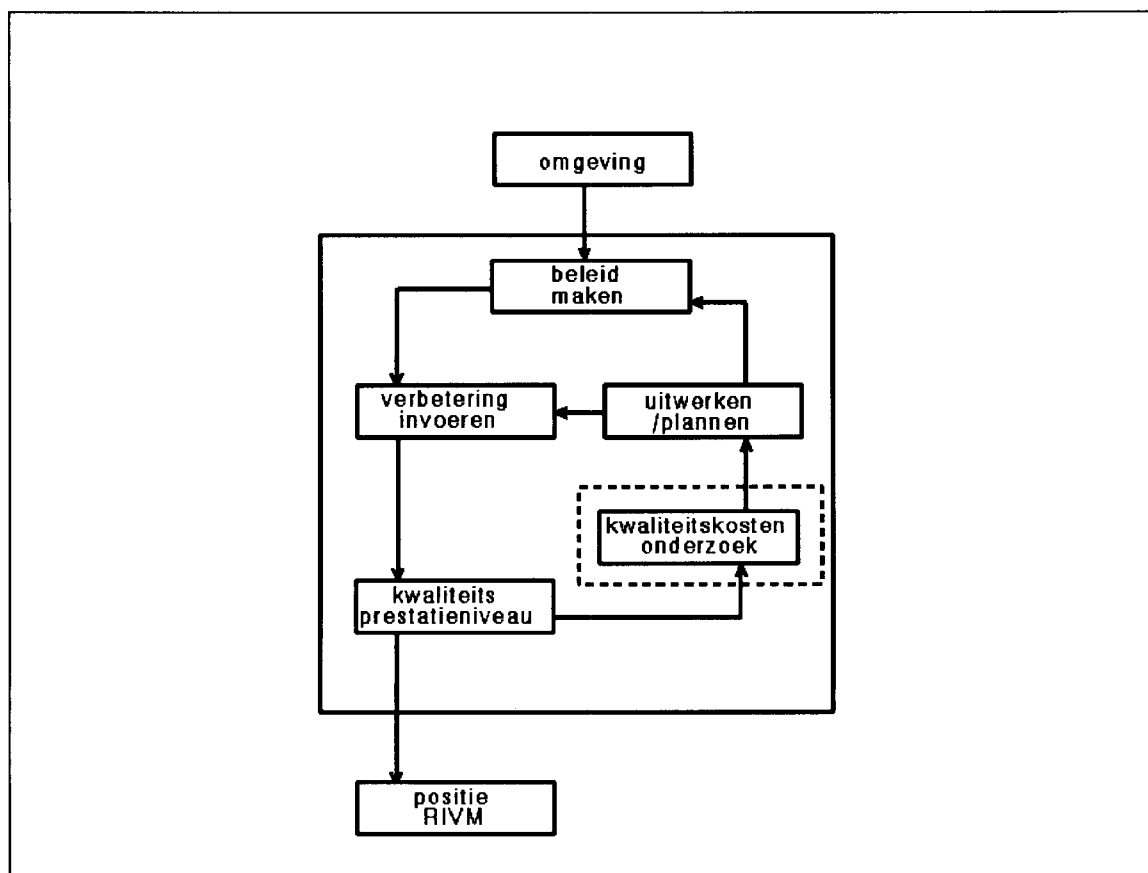 omgeving
beleid
maken
verbetering
invoeren
uitwerken
/plannen
kwaliteitskosten
onderzoek
kwaliteits
prestatieniveau
positie
RIVM